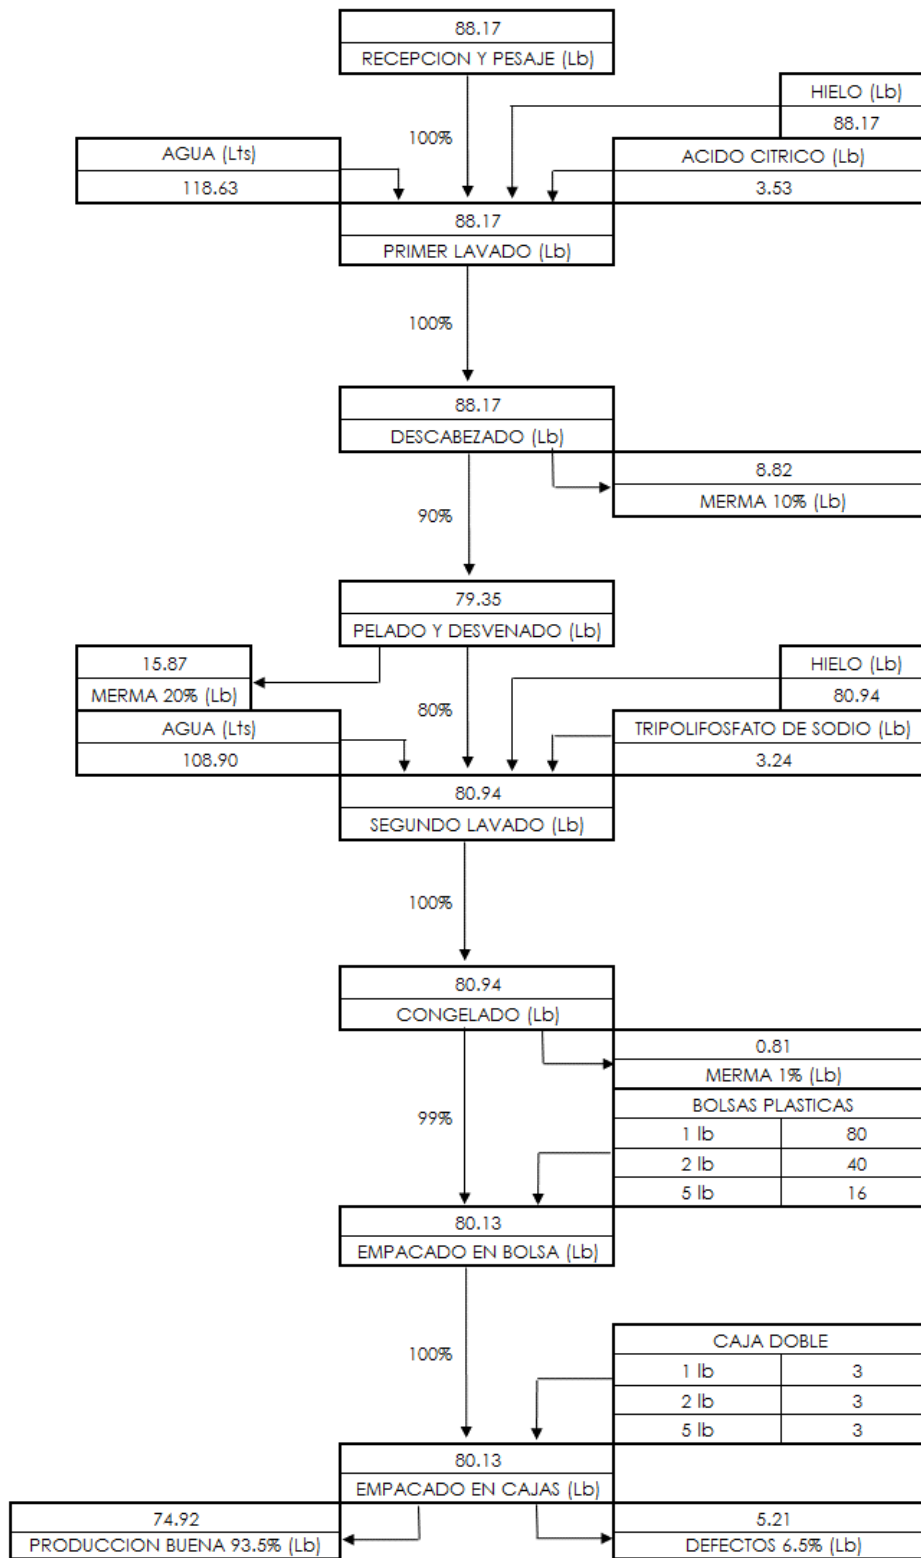 88.17
RECEPCION Y PESAJE (Lb)
HIELO (Lb)
88.17
100%
AGUA (Lts)
118.63
ACIDO CITRICO (Lb)
3.53
88.17
PRIMER LAVADO (Lb)
100%
88.17
DESCABEZADO (Lb)
8.82
MERMA 10% (Lb)
90%
79.35
PELADO Y DESVENADO (Lb)
15.87
MERMA 20% (Lb)
HIELO (Lb)
80.94
80%
AGUA (Lts)
108.90
TRIPOLIFOSFATO DE SODIO (Lb)
3.24
80.94
SEGUNDO LAVADO (Lb)
100%
80.94
CONGELADO (Lb)
0.81
MERMA 1% (Lb)
99%
BOLSAS PLASTICAS
1 lb 80
2 lb 40
5 lb 16
80.13
EMPACADO EN BOLSA (Lb)
100%
CAJA DOBLE
1 lb 3
2 lb 3
5 lb 3
80.13
EMPACADO EN CAJAS (Lb)
74.92
PRODUCCION BUENA 93.5% (Lb)
5.21
DEFECTOS 6.5% (Lb)